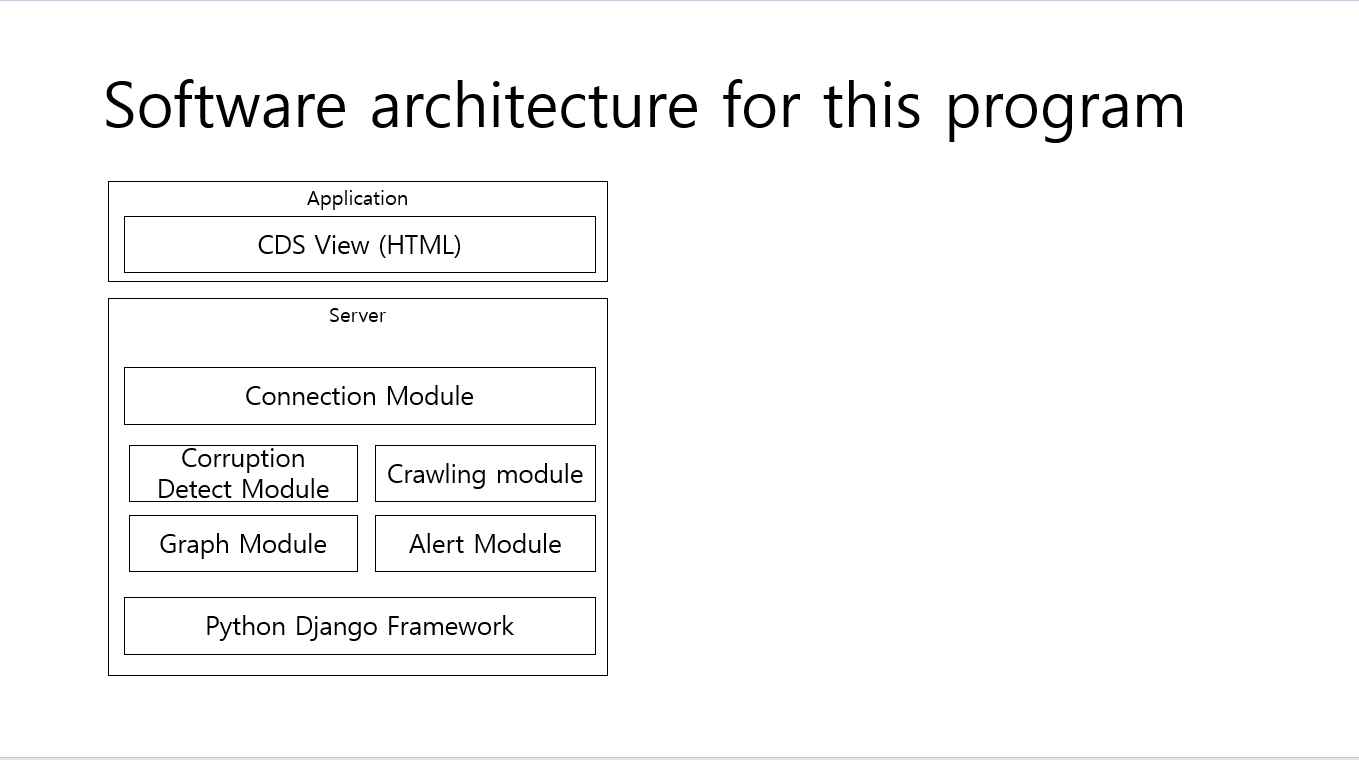 Software architecture for this program
Application
CDS View (HTML)
Server
Connection Module
Corruption
Detect Module
Crawling module
Graph Module
Alert Module
Python Django Framework